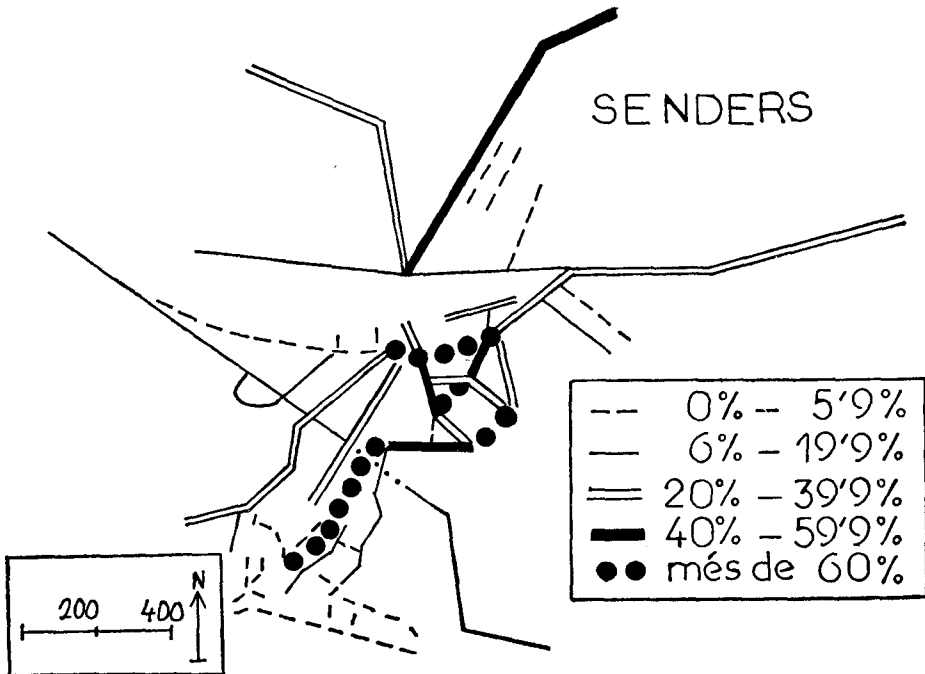 SENDERS
0% – 5'9%
6% – 19'9%
20% – 39'9%
40% – 59'9%
més de 60%
200 400 N